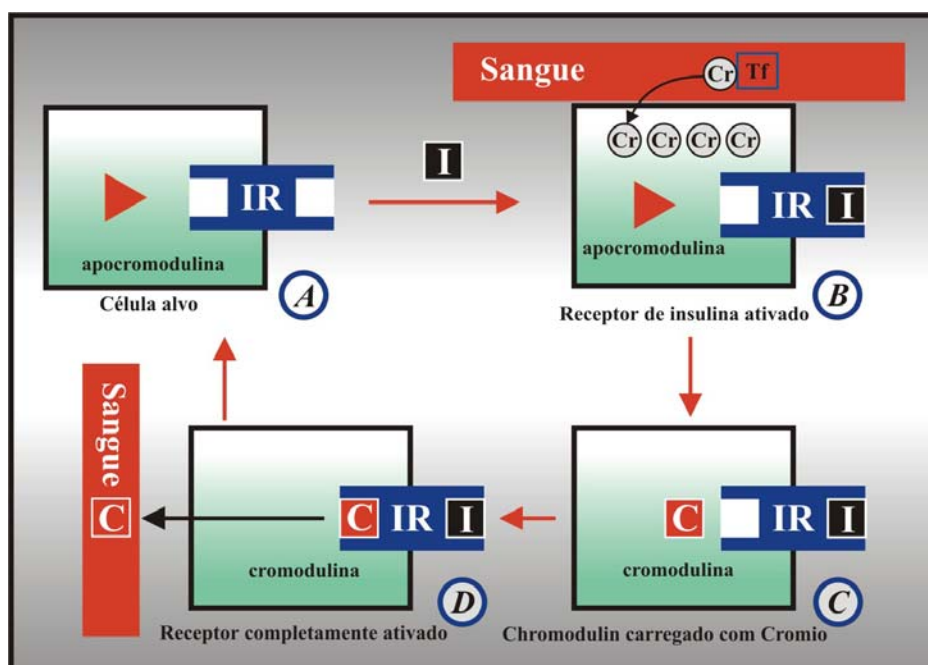 Sangue
Cr Tf
Cr Cr Cr Cr
IR
apocromodulina
A
Célula alvo
I
IR I
apocromodulina
B
Receptor de insulina ativado
Sangue
C
C IR I
cromodulina
D
Receptor completamente ativado
C IR I
cromodulina
C
Chromodulin carregado com Cromio